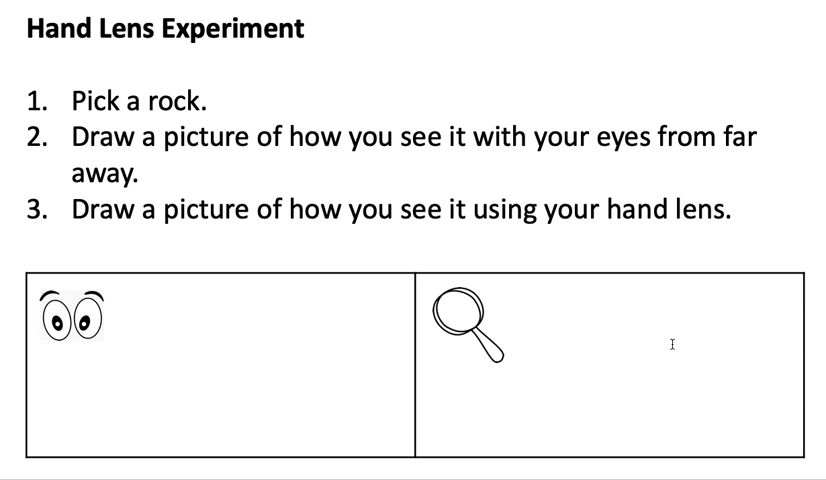 Hand Lens Experiment
1. Pick a rock.
2. Draw a picture of how you see it with your eyes from far
away.
3. Draw a picture of how you see it using your hand lens.